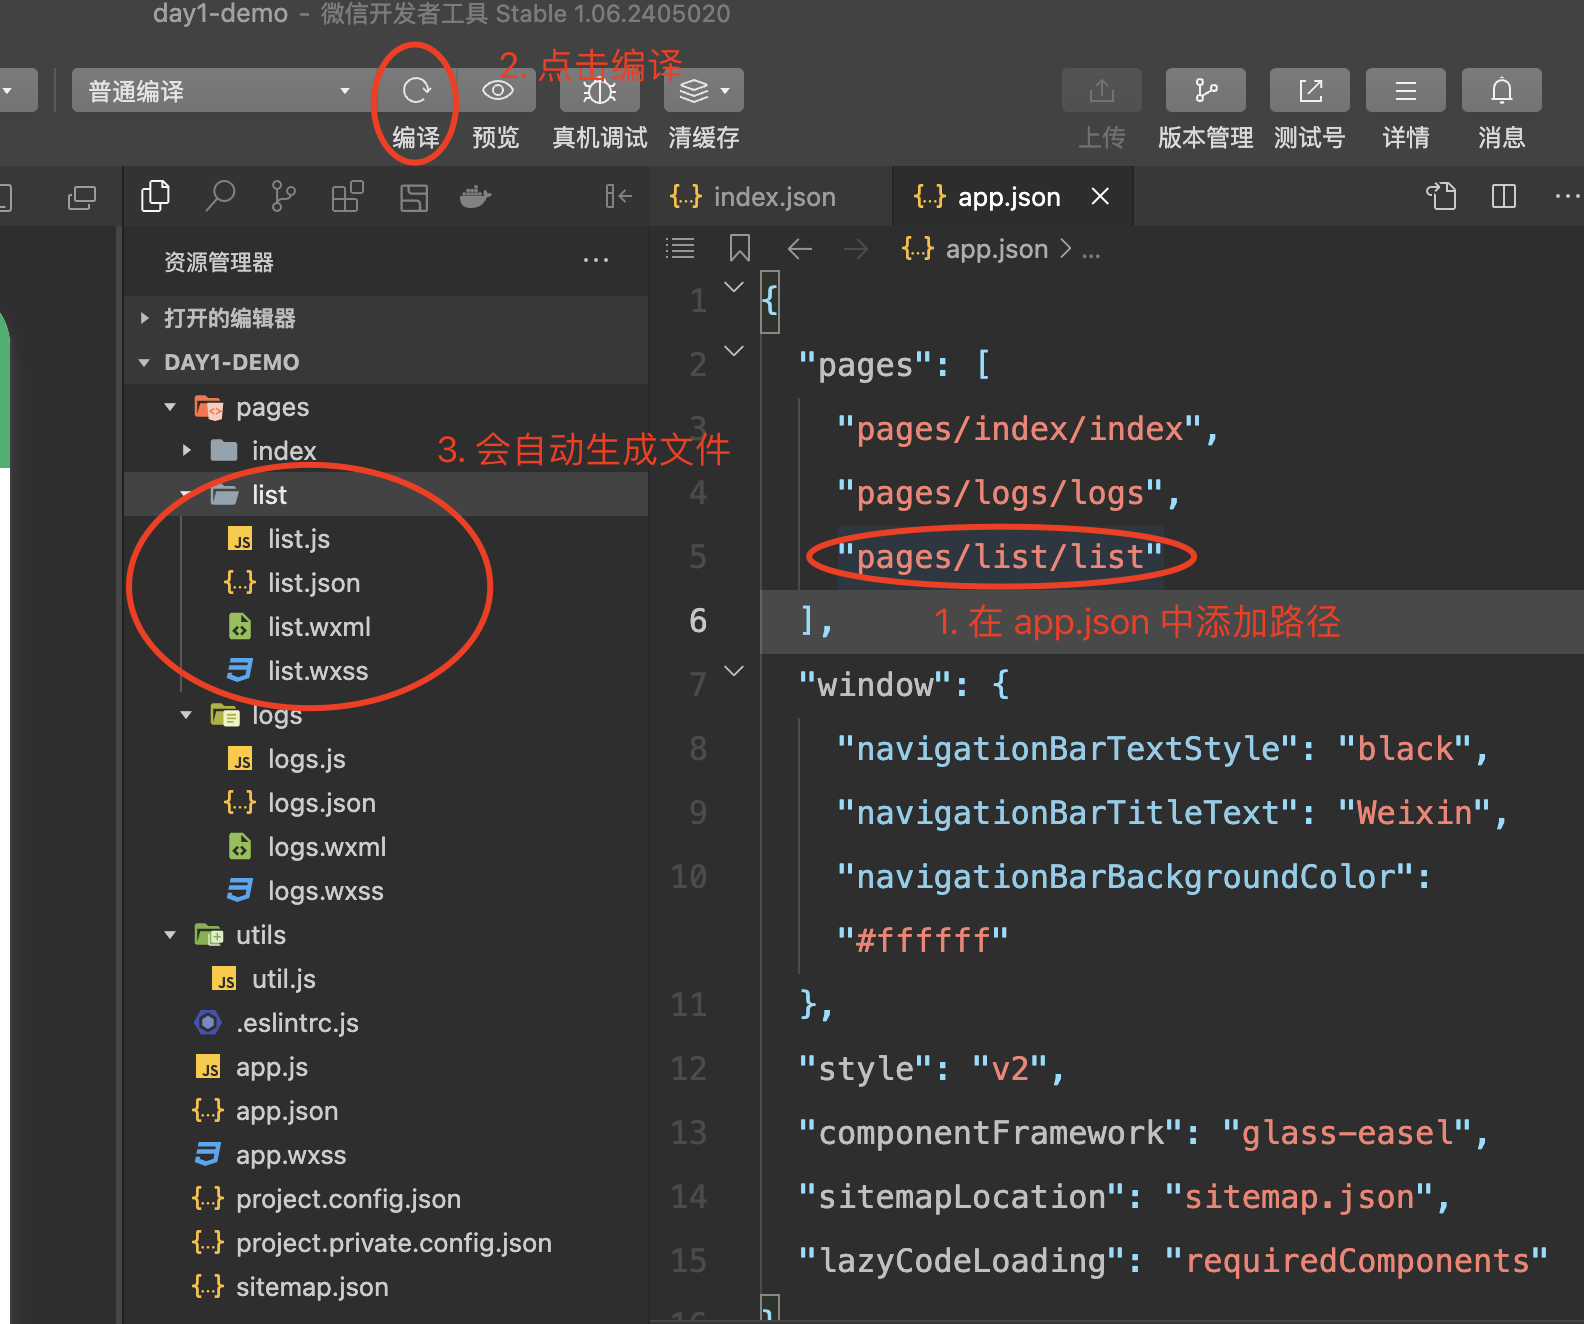 day1-demo - 微信开发者工具 Stable 1.06.2405020
2. 点击编译
普通编译
编译
预览
真机调试
清缓存
上传
版本管理
测试号
详情
消息
index.json
app.json
资源管理器
app.json > ...
打开的编辑器
DAY1-DEMO
pages
index
3. 会自动生成文件
list
list.js
list.json
list.wxml
list.wxss
logs
logs.js
logs.json
logs.wxml
logs.wxss
utils
util.js
.eslintrc.js
app.js
app.json
app.wxss
project.config.json
project.private.config.json
sitemap.json
1 {
2 "pages": [
3 "pages/index/index",
4 "pages/logs/logs",
5 "pages/list/list"
6 ],
1. 在 app.json 中添加路径
7 "window": {
8 "navigationBarTextStyle": "black",
9 "navigationBarTitleText": "Weixin",
10 "navigationBarBackgroundColor":
"#ffffff"
11 },
12 "style": "v2",
13 "componentFramework": "glass-easel",
14 "sitemapLocation": "sitemap.json",
15 "lazyCodeLoading": "requiredComponents"
16 }